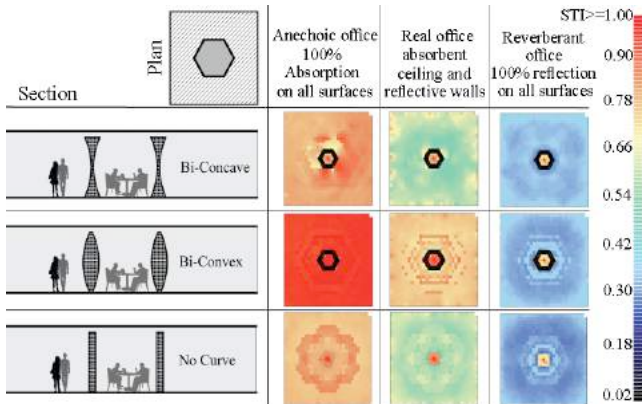 STI>=1.00
Plan
Section
Anechoic office
100%
Absorption
on all surfaces
Real office
absorbent
ceiling and
reflective walls
Reverberant
office
100% reflection
on all surfaces
Bi-Concave
Bi-Convex
No Curve
0.90
0.78
0.66
0.54
0.42
0.30
0.18
0.02